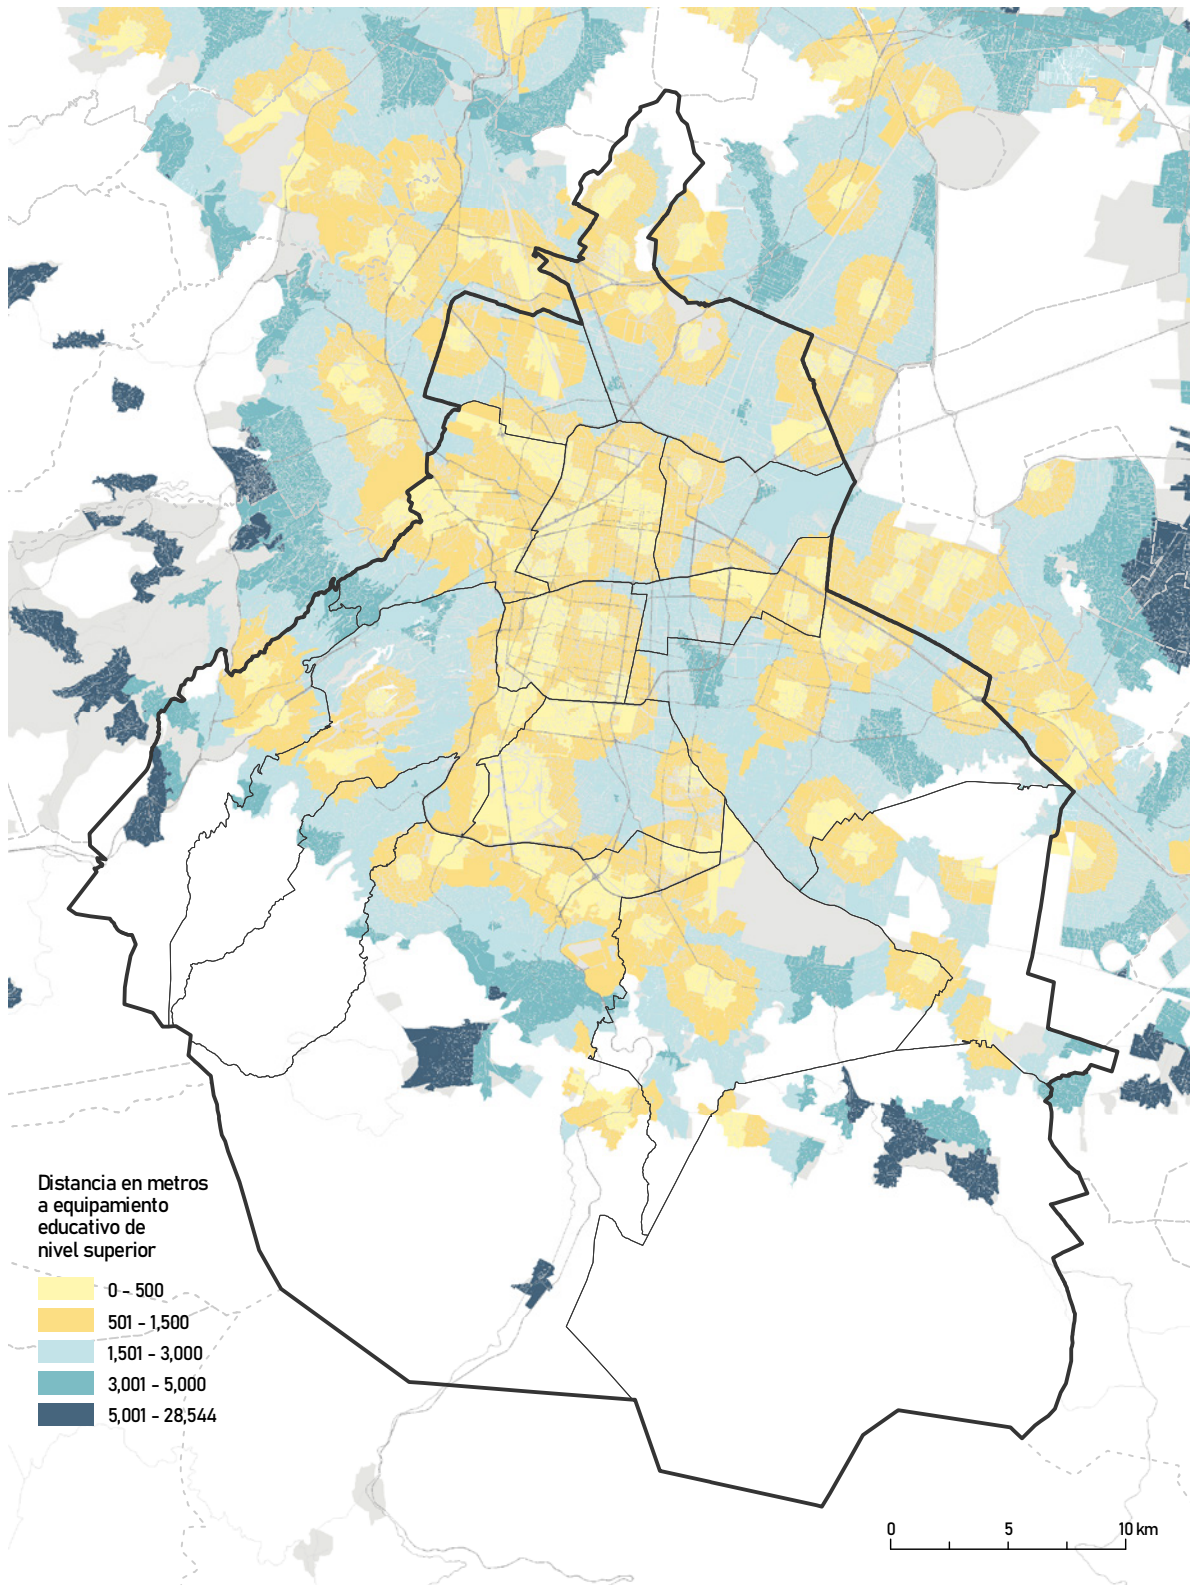 Distancia en metros
a equipamiento
educativo de
nivel superior
0 - 500
501 - 1,500
1,501 - 3,000
3,001 - 5,000
5,001 - 28,544
0 5 10 km